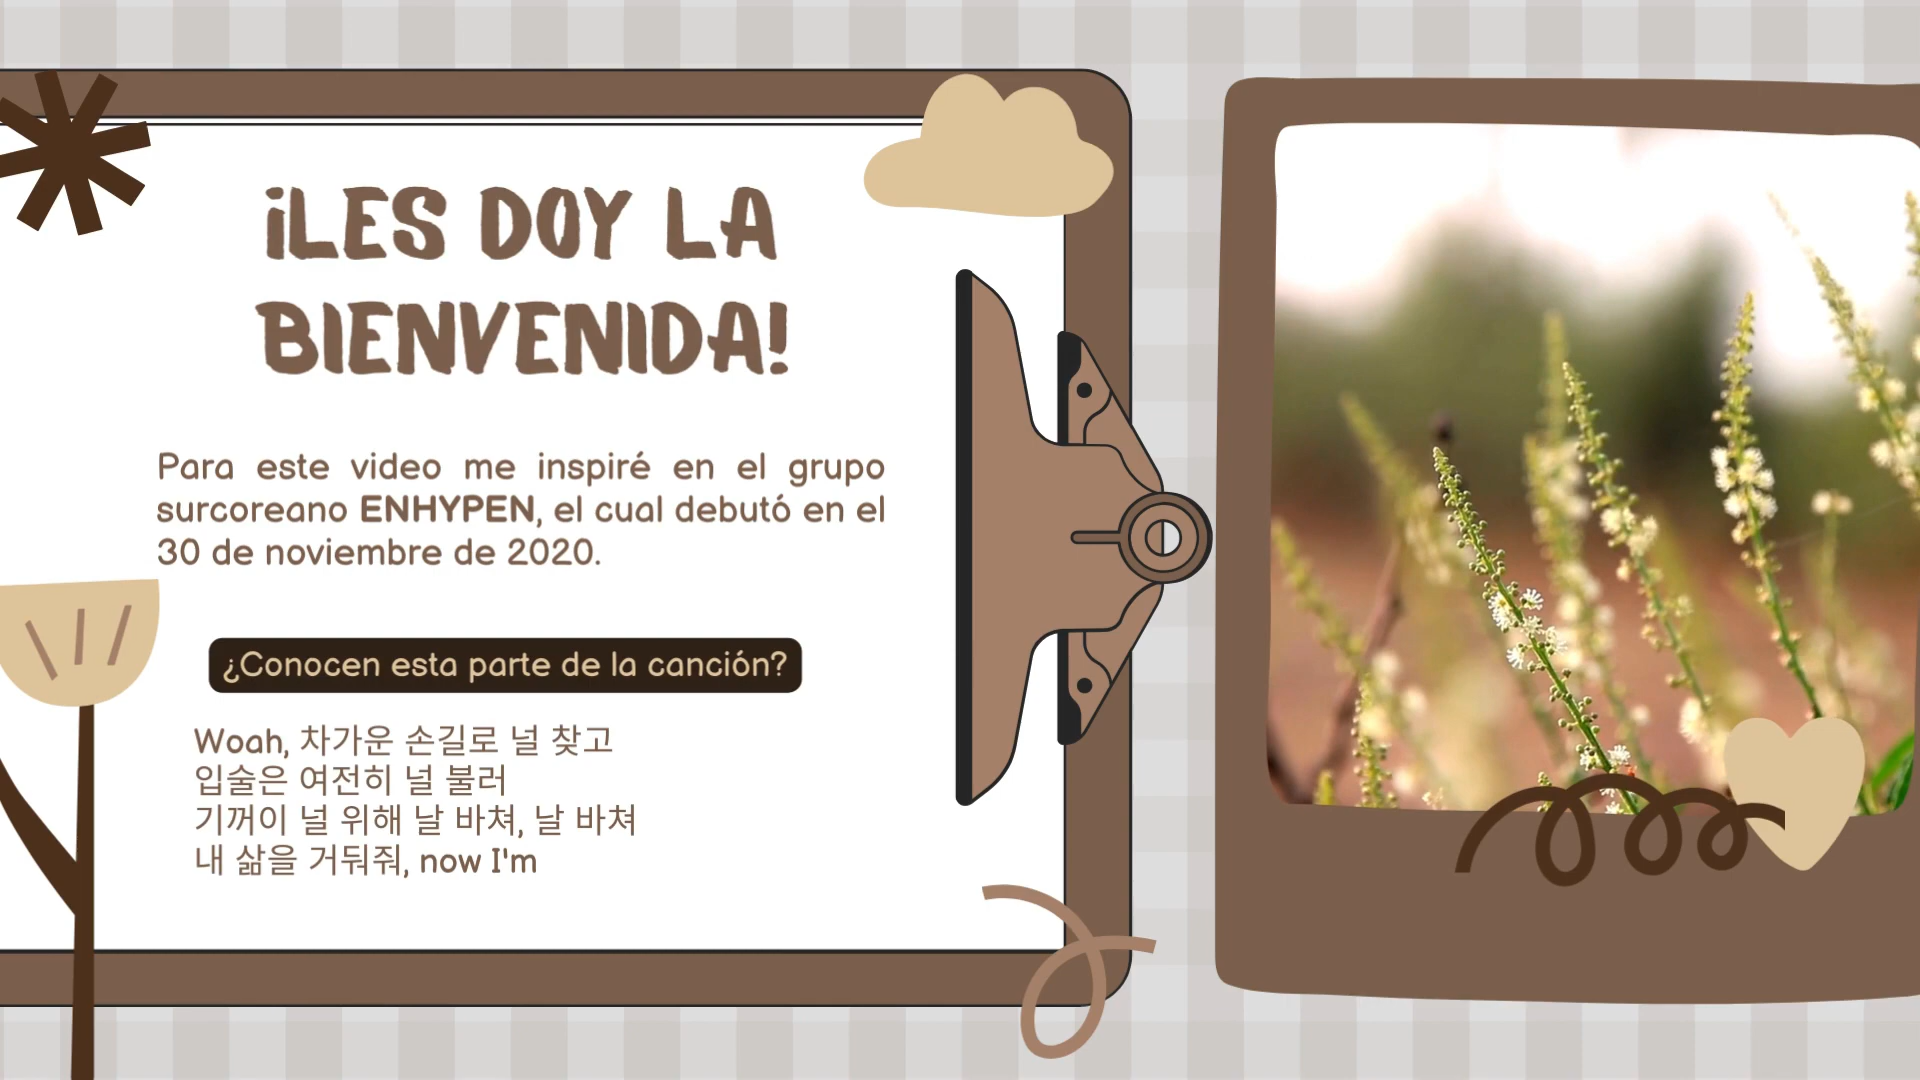 ¡LES DOY LA
BIENVENIDA!
Para este video me inspiré en el grupo
surcoreano ENHYPEN, el cual debutó en el
30 de noviembre de 2020.
¿Conocen esta parte de la canción?
Woah, 차가운 손길로 널 찾고
입술은 여전히 널 불러
기꺼이 널 위해 날 바쳐, 날 바쳐
내 삶을 거둬줘, now I'm